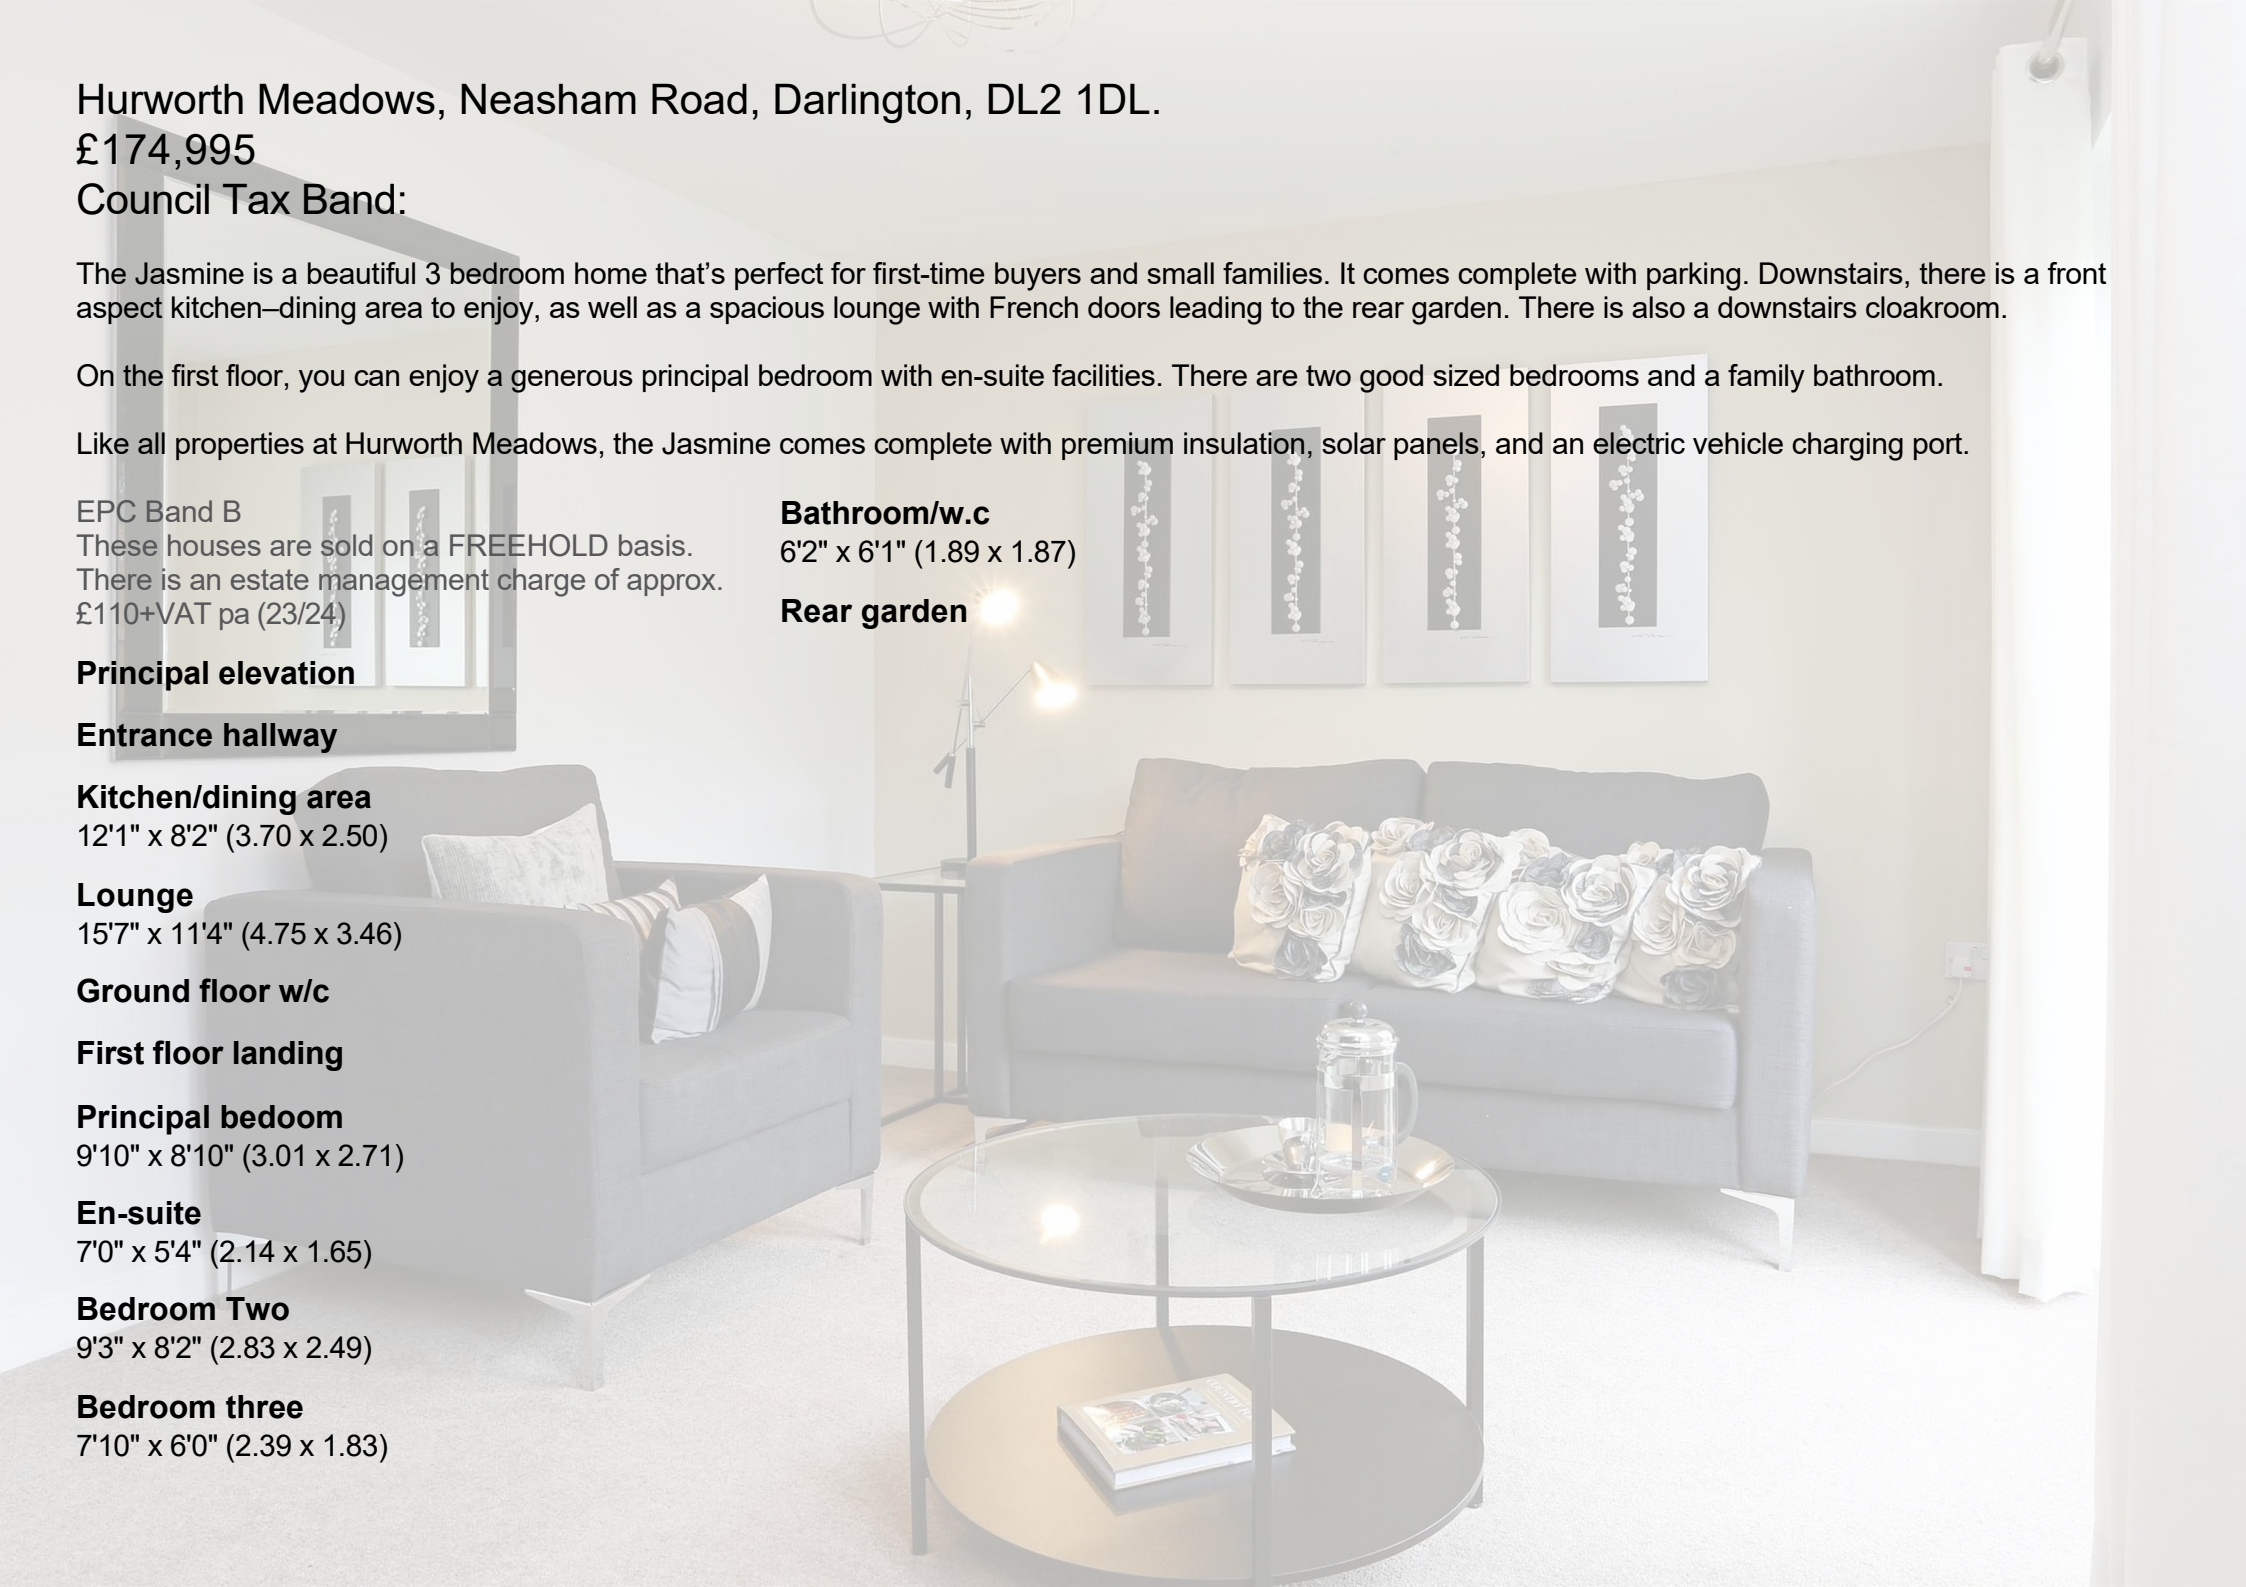 Hurworth Meadows, Neasham Road, Darlington, DL2 1DL.
£174,995
Council Tax Band:
The Jasmine is a beautiful 3 bedroom home that’s perfect for first-time buyers and small families. It comes complete with parking. Downstairs, there is a front
aspect kitchen–dining area to enjoy, as well as a spacious lounge with French doors leading to the rear garden. There is also a downstairs cloakroom.
On the first floor, you can enjoy a generous principal bedroom with en-suite facilities. There are two good sized bedrooms and a family bathroom.
Like all properties at Hurworth Meadows, the Jasmine comes complete with premium insulation, solar panels, and an electric vehicle charging port.
EPC Band B
These houses are sold on a FREEHOLD basis.
There is an estate management charge of approx.
£110+VAT pa (23/24)
Principal elevation
Entrance hallway
Kitchen/dining area
12'1" x 8'2" (3.70 x 2.50)
Lounge
15'7" x 11'4" (4.75 x 3.46)
Ground floor w/c
First floor landing
Principal bedoom
9'10" x 8'10" (3.01 x 2.71)
En-suite
7'0" x 5'4" (2.14 x 1.65)
Bedroom Two
9'3" x 8'2" (2.83 x 2.49)
Bedroom three
7'10" x 6'0" (2.39 x 1.83)
Bathroom/w.c
6'2" x 6'1" (1.89 x 1.87)
Rear garden